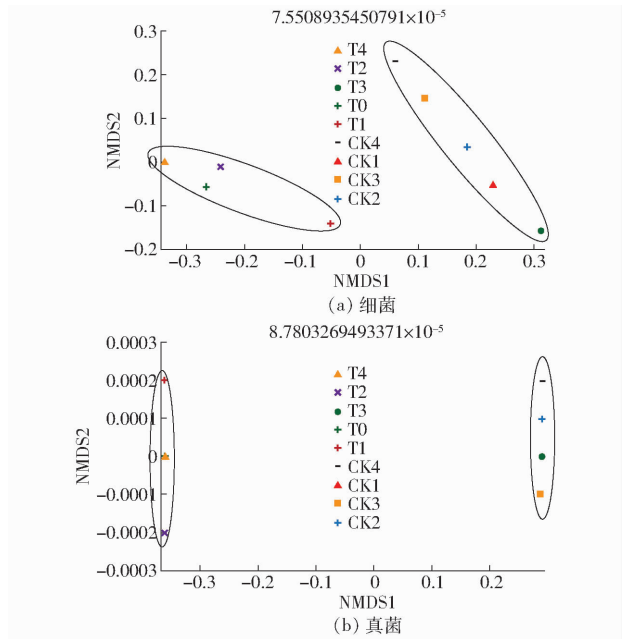 7.5508935450791×10⁻⁵
0.3
0.2
0.1
0
−0.1
−0.2
NMDS2
T4
T2
T3
T0
T1
CK4
CK1
CK3
CK2
−0.3
−0.2
−0.1
0
0.1
0.2
0.3
NMDS1
(a) 细菌
8.7803269493371×10⁻⁵
0.0003
0.0002
0.0001
0
−0.0001
−0.0002
−0.0003
NMDS2
T4
T2
T3
T0
T1
CK4
CK1
CK3
CK2
−0.3
−0.2
−0.1
0
0.1
0.2
NMDS1
(b) 真菌